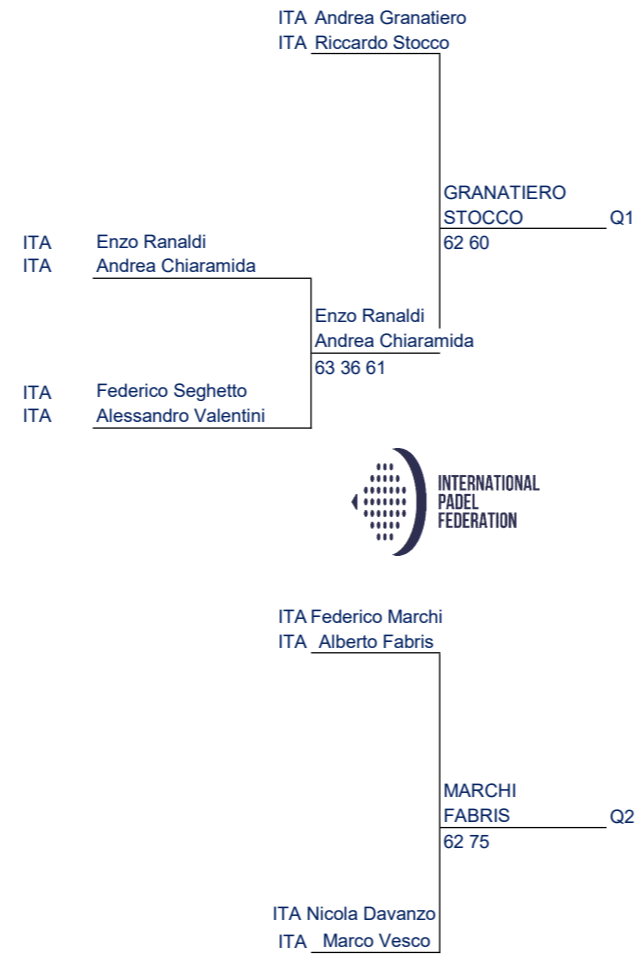 ITA Andrea Granatiero
ITA Riccardo Stocco
GRANATIERO
STOCCO Q1
62 60
ITA Enzo Ranaldi
ITA Andrea Chiaramida
Enzo Ranaldi
Andrea Chiaramida
63 36 61
ITA Federico Seghetto
ITA Alessandro Valentini
INTERNATIONAL
PADEL
FEDERATION
ITA Federico Marchi
ITA Alberto Fabris
MARCHI
FABRIS Q2
62 75
ITA Nicola Davanzo
ITA Marco Vesco